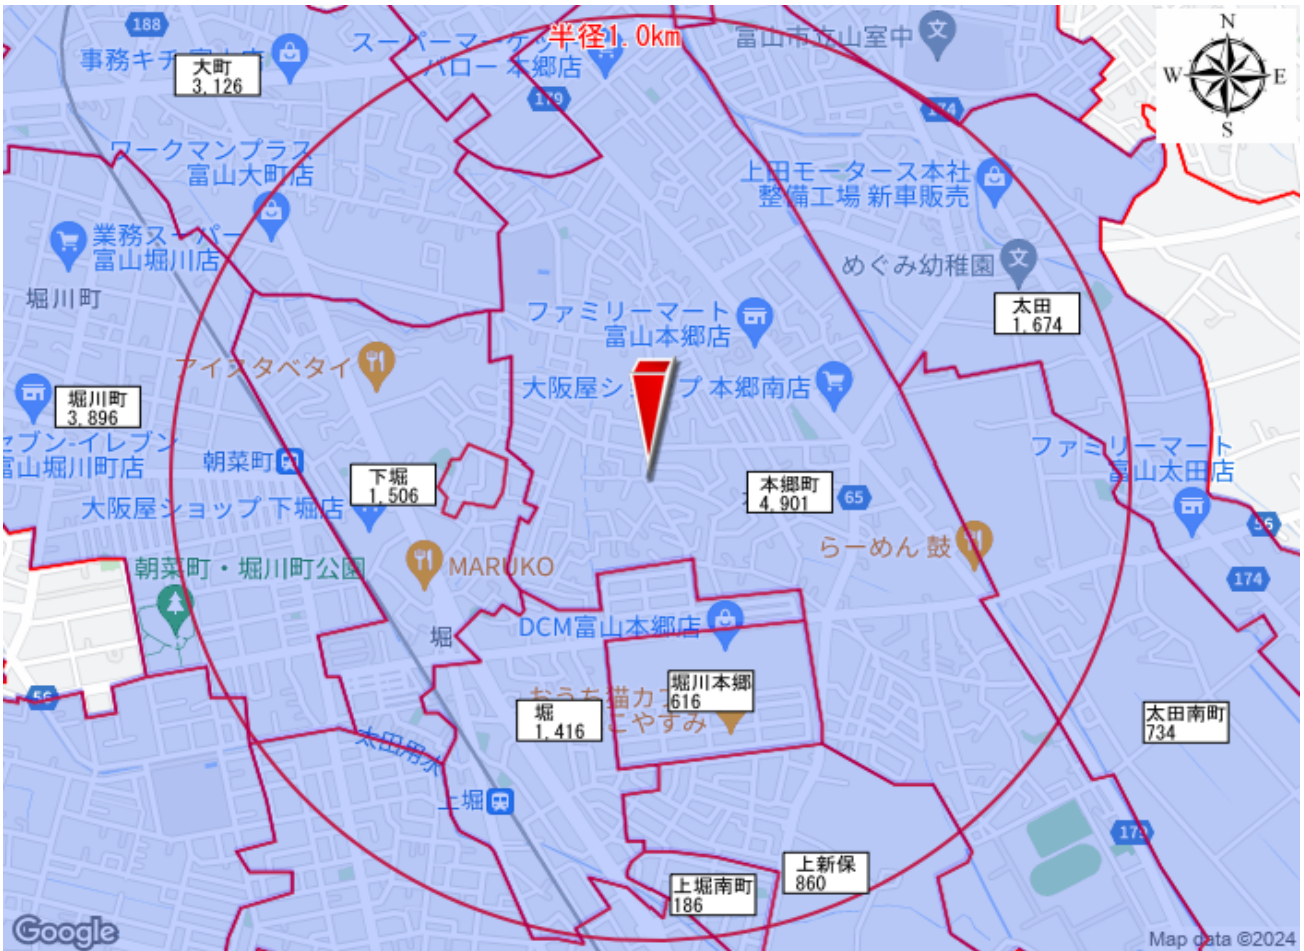 半径1.0km
188
事務キチ 富山店
大町
3,126
スーパーマーケット
バロー 本郷店
179
富山市立山室中
174
N
W
E
S
ワークマンプラス
富山大町店
上田モータース本社
整備工場 新車販売
業務スーパー
富山堀川店
堀川町
めぐみ幼稚園
太田
1,674
ファミリーマート
富山本郷店
アイスタベタイ
大阪屋ショップ 本郷南店
堀川町
3,896
セブン-イレブン
富山堀川町店
朝菜町
下堀
1,506
大阪屋ショップ 下堀店
本郷町
4,901
65
ファミリーマート
富山太田店
56
らーめん 鼓
174
朝菜町・堀川町公園
MARUKO
堀
DCM富山本郷店
56
堀川本郷
616
おうち猫カフ
こやすみ
堀
1,416
太田南町
734
太田用水
上堀
175
上堀南町
186
上新保
860
Google
Map data ©2024